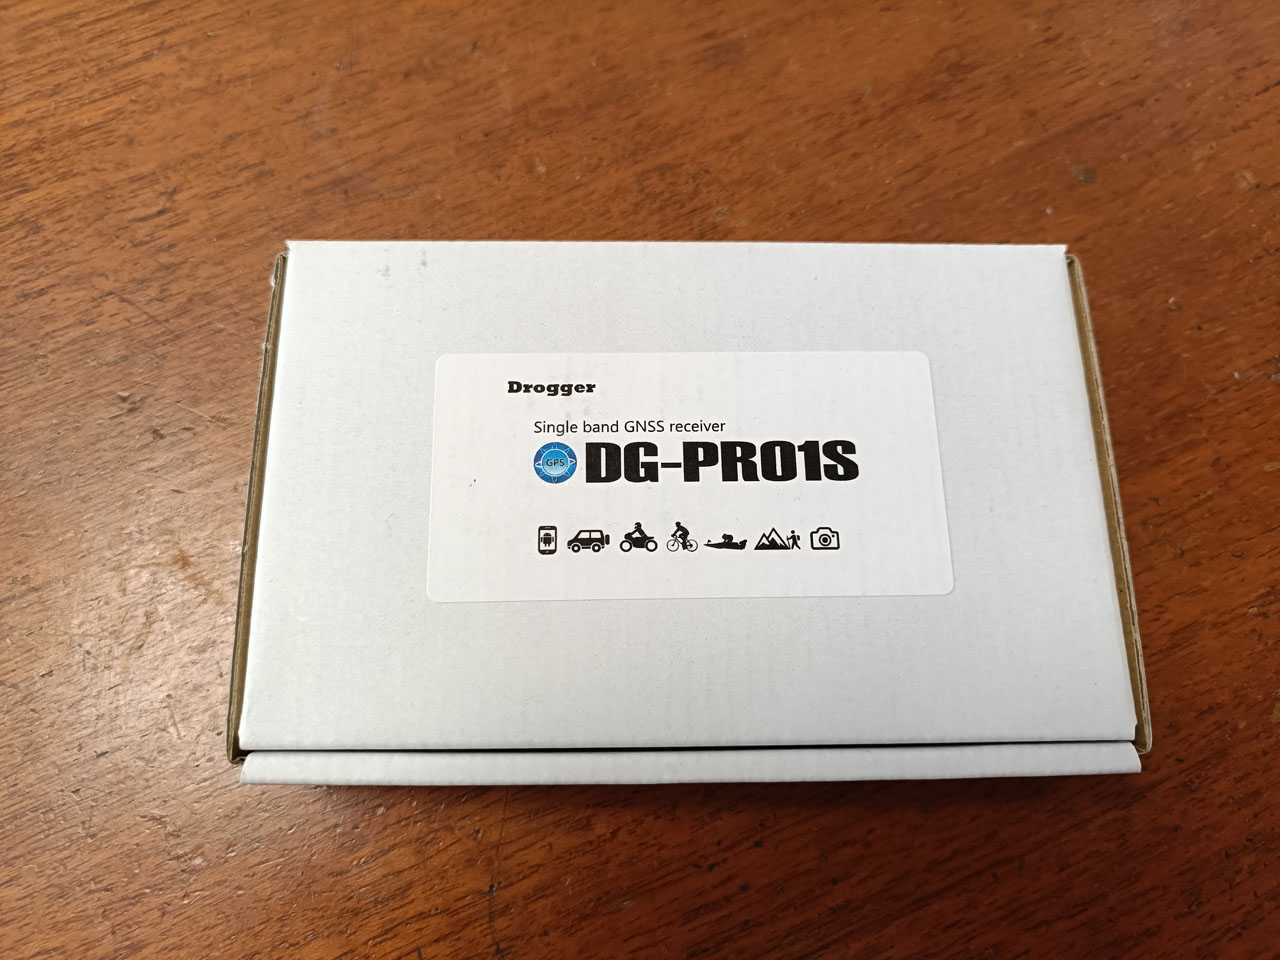 Drogger
Single band GNSS receiver
GPS
DG-PRO1S